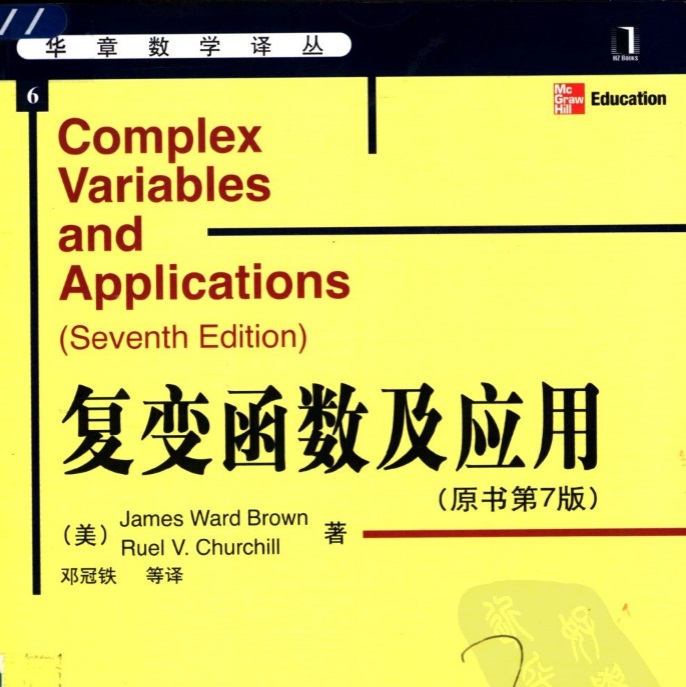 华章数学译丛
HZ Books
6
Mc
Graw
Hill
Education
Complex
Variables
and
Applications
(Seventh Edition)
复变函数及应用
(原书第7版)
(美) James Ward Brown
Ruel V. Churchill 著
邓冠铁 等译